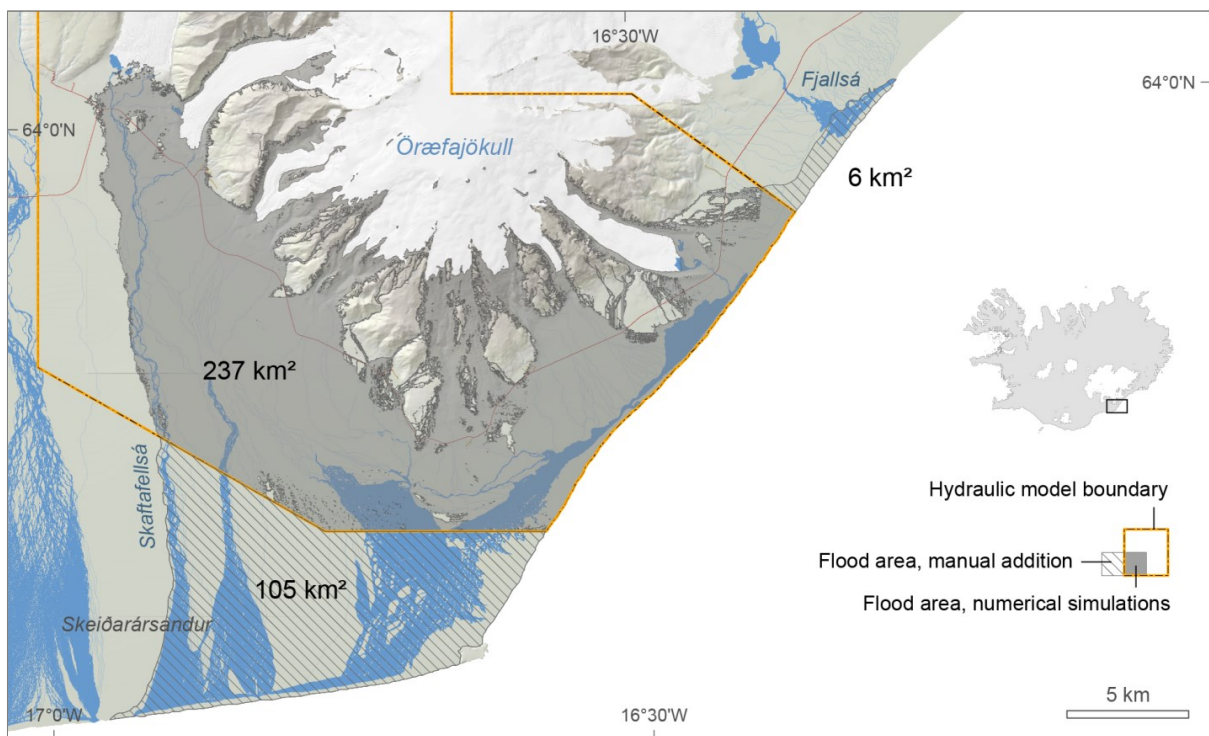 16°30'W
Fjallsá
64°0'N
64°0'N
Öræfajökull
6 km²
237 km²
Skaftafellsá
Hydraulic model boundary
Flood area, manual addition
Flood area, numerical simulations
105 km²
Skeiðarársandur
5 km
17°0'W
16°30'W